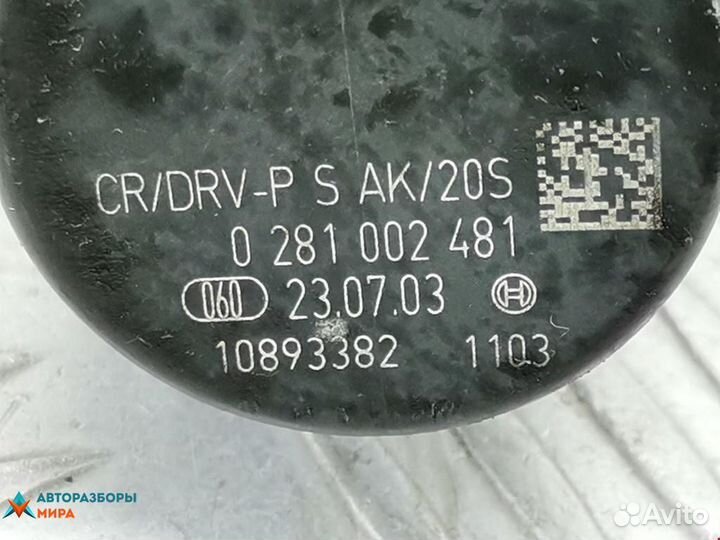 CR/DRV-P S AK/20S
0 281 002 481
060 23.07.03 H
10893382 1103
АВТОРАЗБОРЫ
МИРА
Avito